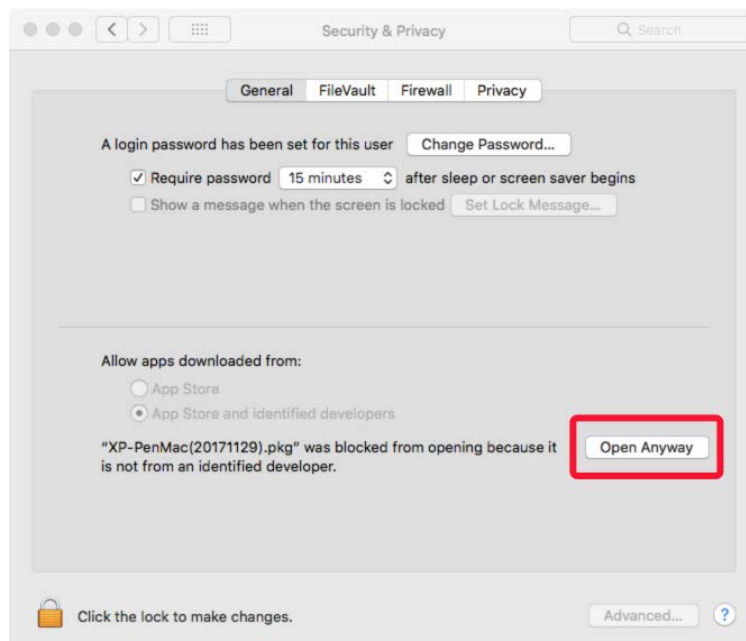 Security & Privacy
Search
General FileVault Firewall Privacy
A login password has been set for this user Change Password...
Require password 15 minutes after sleep or screen saver begins
Show a message when the screen is locked Set Lock Message...
Allow apps downloaded from:
App Store
App Store and identified developers
“XP-PenMac(20171129).pkg” was blocked from opening because it Open Anyway
is not from an identified developer.
Click the lock to make changes. Advanced... ?